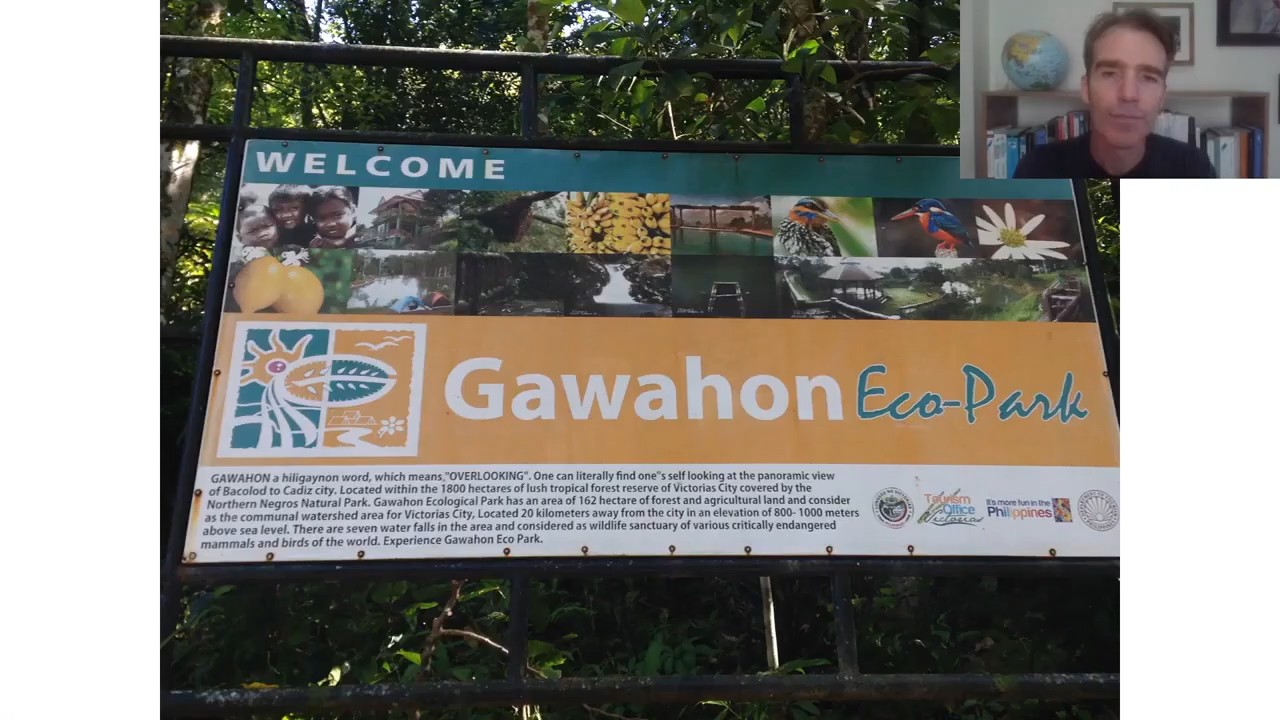 WELCOME
Gawahon Eco-Park
GAWAHON a hiligaynon word, which means,"OVERLOOKING". One can literally find one"s self looking at the panoramic view
of Bacolod to Cadiz city. Located within the 1800 hectares of lush tropical forest reserve of Victorias City covered by the
Northern Negros Natural Park. Gawahon Ecological Park has an area of 162 hectare of forest and agricultural land and consider
as the communal watershed area for Victorias City, Located 20 kilometers away from the city in an elevation of 800- 1000 meters
above sea level. There are seven water falls in the area and considered as wildlife sanctuary of various critically endangered
mammals and birds of the world. Experience Gawahon Eco Park.
Tourism
Office
Victorias
It's more fun in the
Philippines